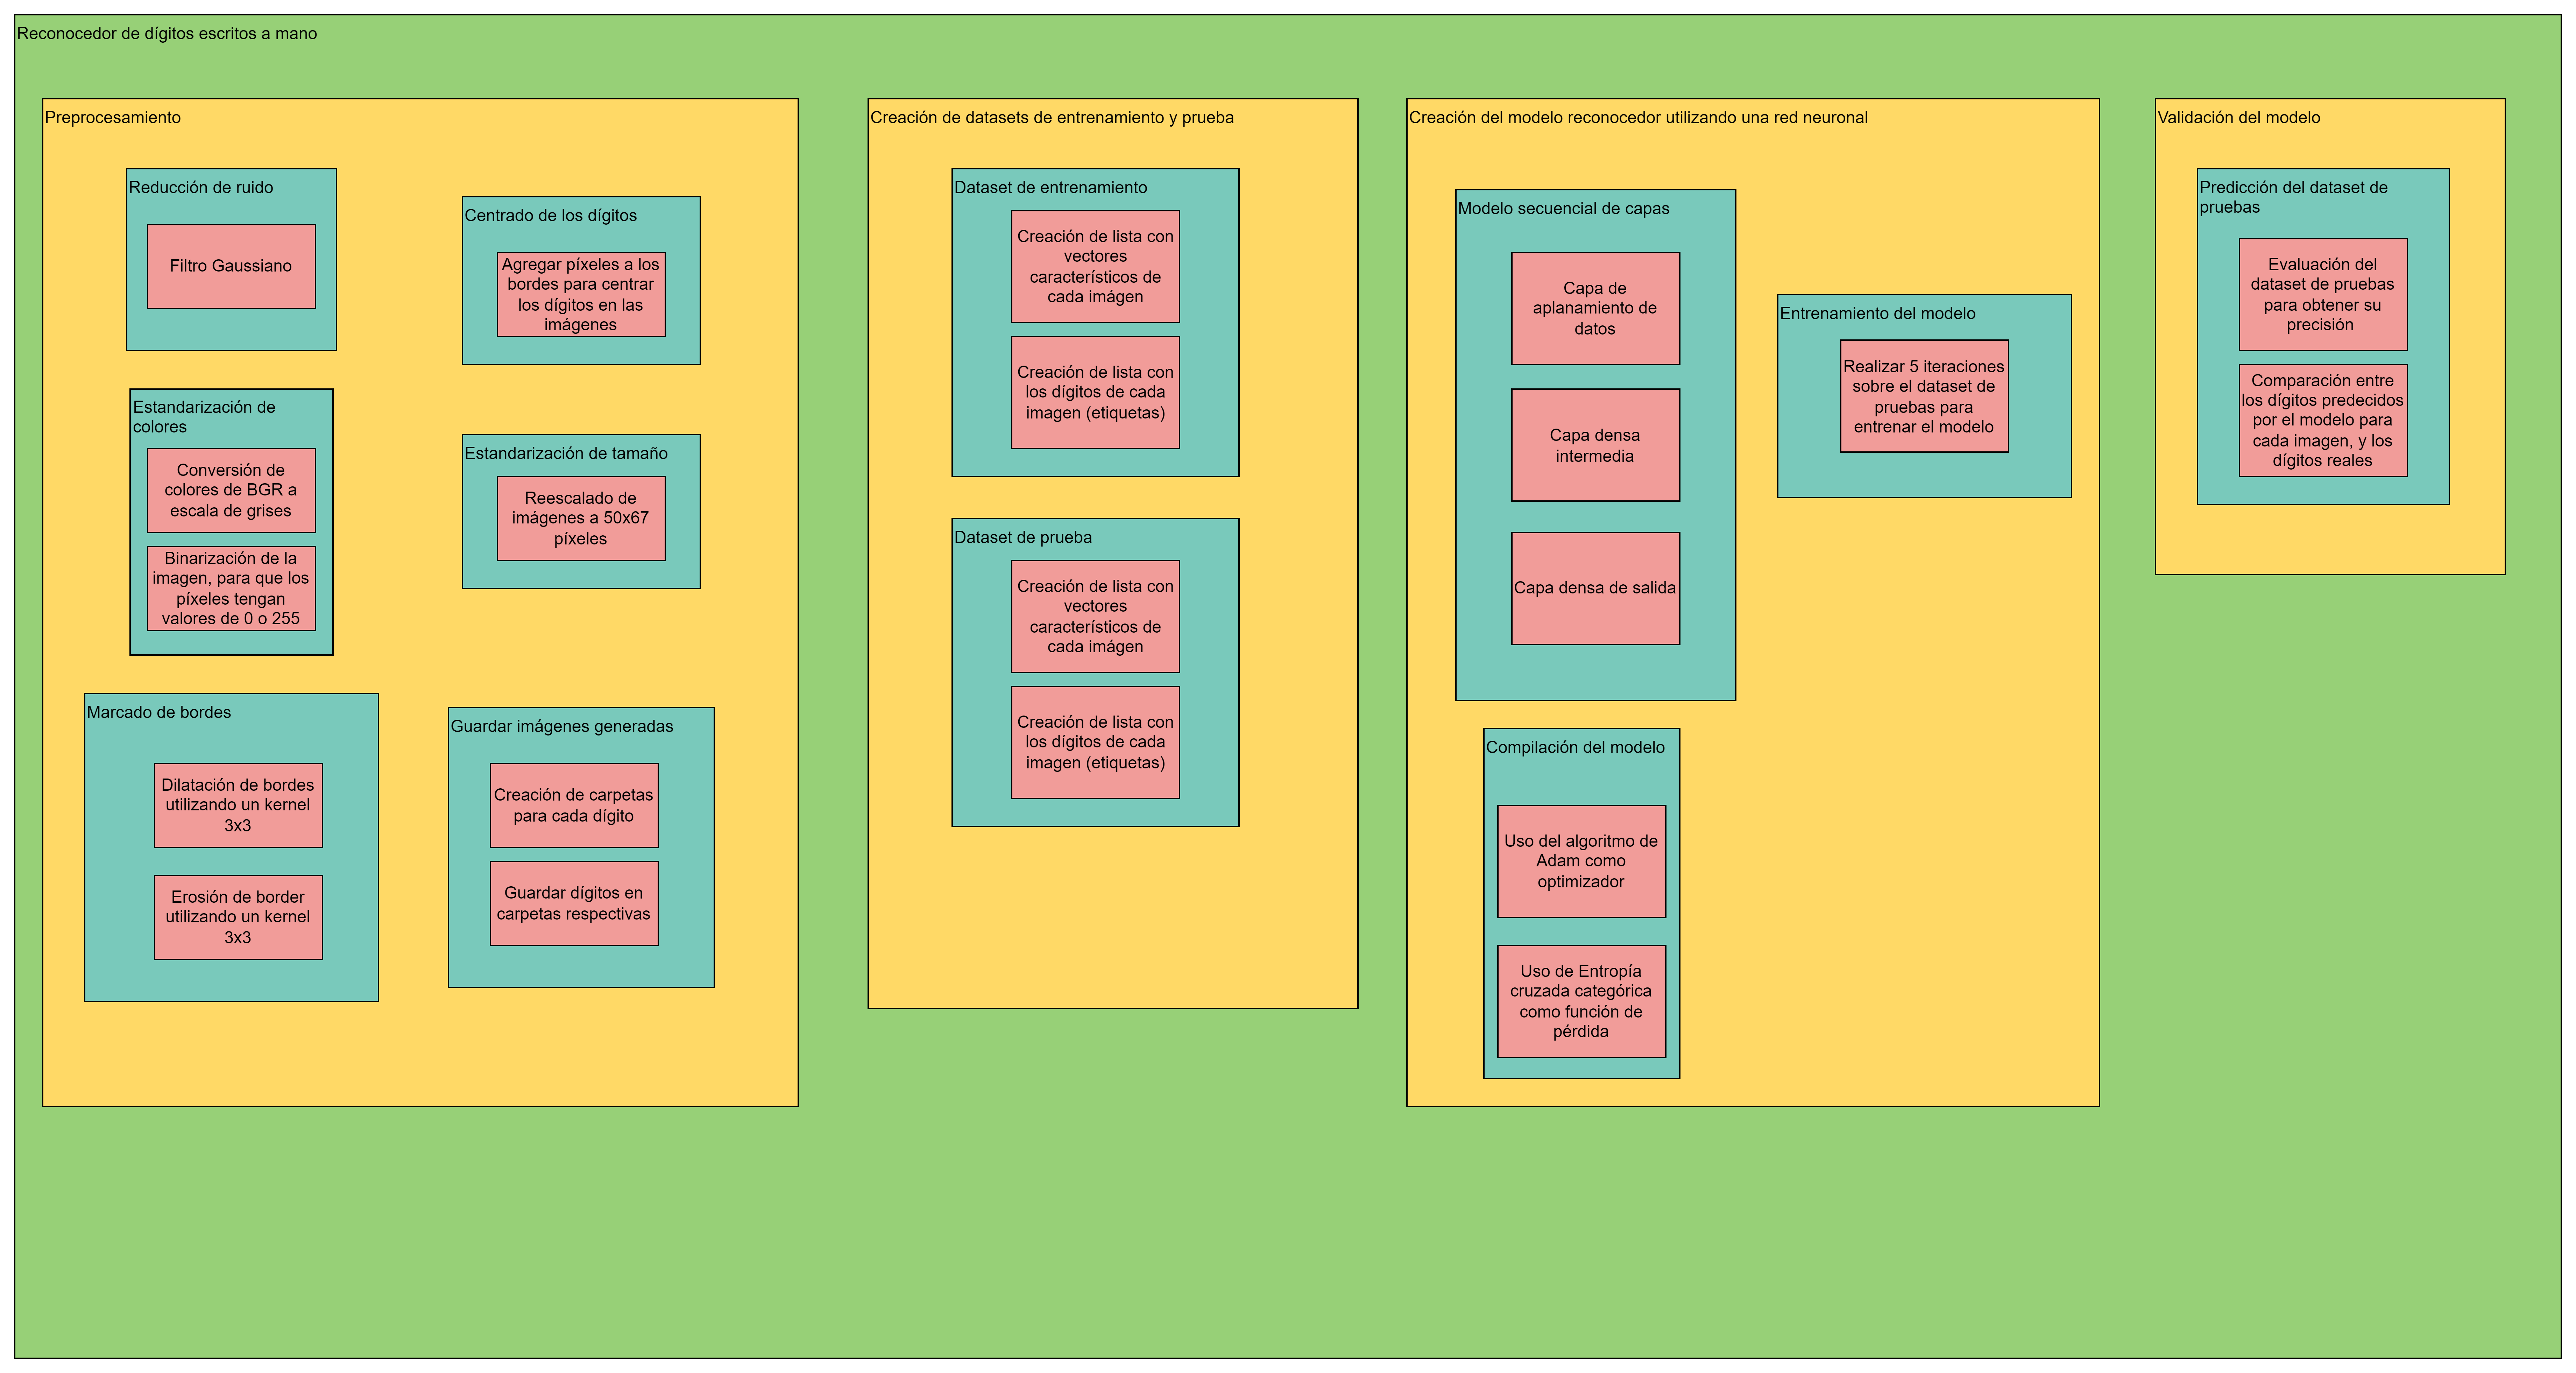 Reconocedor de dígitos escritos a mano
Preprocesamiento
Reducción de ruido
Filtro Gaussiano
Estandarización de
colores
Conversión de
colores de BGR a
escala de grises
Binarización de la
imagen, para que los
píxeles tengan
valores de 0 o 255
Marcado de bordes
Dilatación de bordes
utilizando un kernel
3x3
Erosión de border
utilizando un kernel
3x3
Centrado de los dígitos
Agregar píxeles a los
bordes para centrar
los dígitos en las
imágenes
Estandarización de tamaño
Reescalado de
imágenes a 50x67
píxeles
Guardar imágenes generadas
Creación de carpetas
para cada dígito
Guardar dígitos en
carpetas respectivas
Creación de datasets de entrenamiento y prueba
Dataset de entrenamiento
Creación de lista con
vectores
característicos de
cada imágen
Creación de lista con
los dígitos de cada
imagen (etiquetas)
Dataset de prueba
Creación de lista con
vectores
característicos de
cada imágen
Creación de lista con
los dígitos de cada
imagen (etiquetas)
Creación del modelo reconocedor utilizando una red neuronal
Modelo secuencial de capas
Capa de
aplanamiento de
datos
Capa densa
intermedia
Capa densa de salida
Compilación del modelo
Uso del algoritmo de
Adam como
optimizador
Uso de Entropía
cruzada categórica
como función de
pérdida
Entrenamiento del modelo
Realizar 5 iteraciones
sobre el dataset de
pruebas para
entrenar el modelo
Validación del modelo
Predicción del dataset de
pruebas
Evaluación del
dataset de pruebas
para obtener su
precisión
Comparación entre
los dígitos predecidos
por el modelo para
cada imagen, y los
dígitos reales